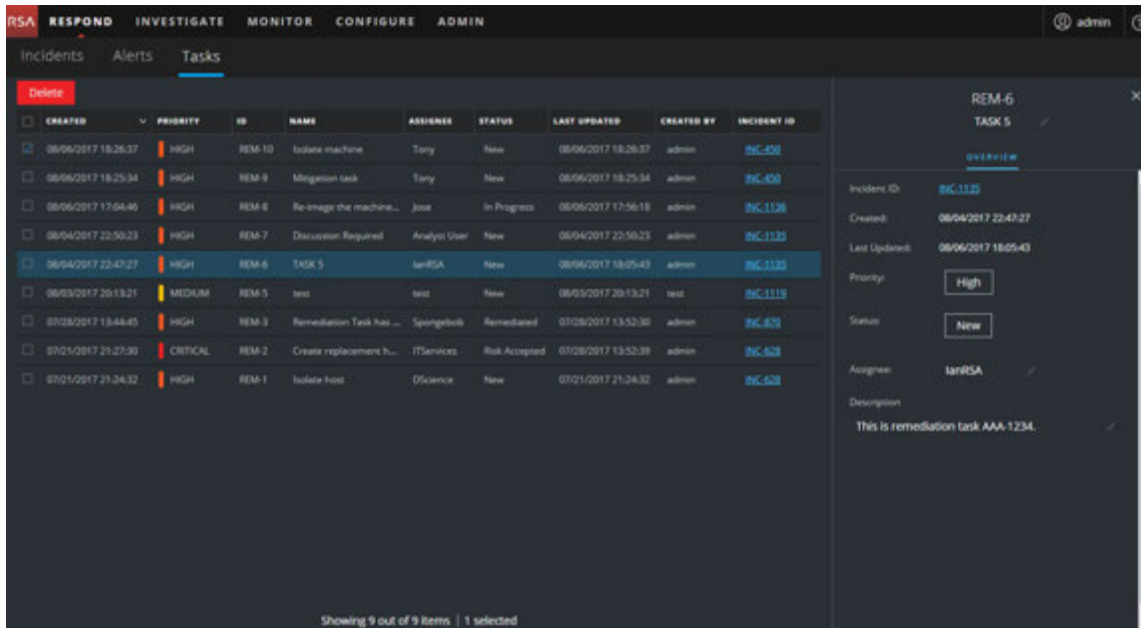 RSA RESPOND INVESTIGATE MONITOR CONFIGURE ADMIN admin
Incidents Alerts Tasks
Delete
CREATED PRIORITY ID NAME ASSIGNEE STATUS LAST UPDATED CREATED BY INCIDENT ID
08/06/2017 18:26:37 HIGH REM-10 Isolate machine Tony New 08/06/2017 18:26:37 admin INC-450
08/06/2017 18:25:34 HIGH REM-9 Mitigation task Tony New 08/06/2017 18:25:34 admin INC-450
08/06/2017 17:04:46 HIGH REM-8 Re-image the machine... Jose In Progress 08/06/2017 17:56:18 admin INC-1136
08/04/2017 22:50:23 HIGH REM-7 Discussion Required Analyst User New 08/04/2017 22:50:23 admin INC-1135
08/04/2017 22:47:27 HIGH REM-6 TASK 5 IanRSA New 08/06/2017 18:05:43 admin INC-1135
08/03/2017 20:13:21 MEDIUM REM-5 test test New 08/03/2017 20:13:21 test INC-1119
07/28/2017 13:44:45 HIGH REM-3 Remediation Task has ... Spongebob Remediated 07/28/2017 13:52:30 admin INC-870
07/21/2017 21:27:30 CRITICAL REM-2 Create replacement h... ITServices Risk Accepted 07/28/2017 13:52:39 admin INC-628
07/21/2017 21:24:32 HIGH REM-1 Isolate host DScience New 07/21/2017 21:24:32 admin INC-628
Showing 9 out of 9 items | 1 selected
REM-6
TASK 5
OVERVIEW
Incident ID: INC-1135
Created: 08/04/2017 22:47:27
Last Updated: 08/06/2017 18:05:43
Priority: High
Status: New
Assignee: IanRSA
Description
This is remediation task AAA-1234.